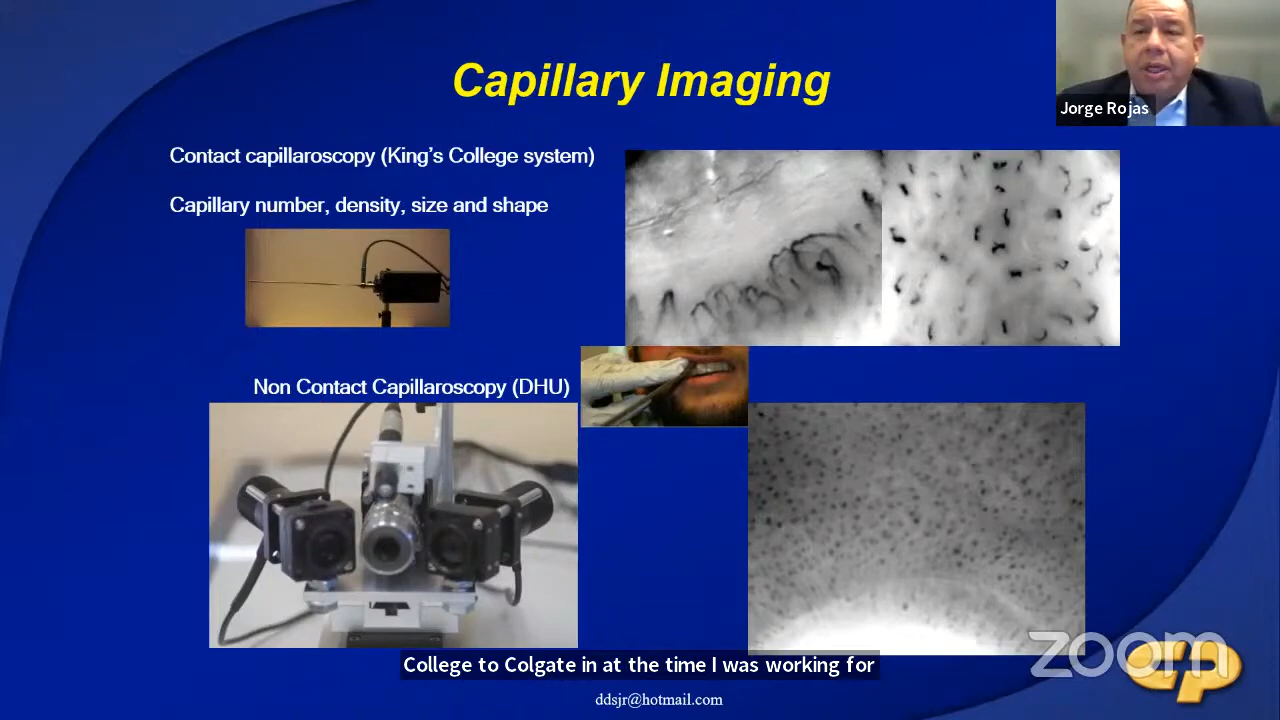 Capillary Imaging
Jorge Rojas
Contact capillaroscopy (King's College system)
Capillary number, density, size and shape
Non Contact Capillaroscopy (DHU)
College to Colgate in at the time I was working for
zoom
cp
ddsjr@hotmail.com